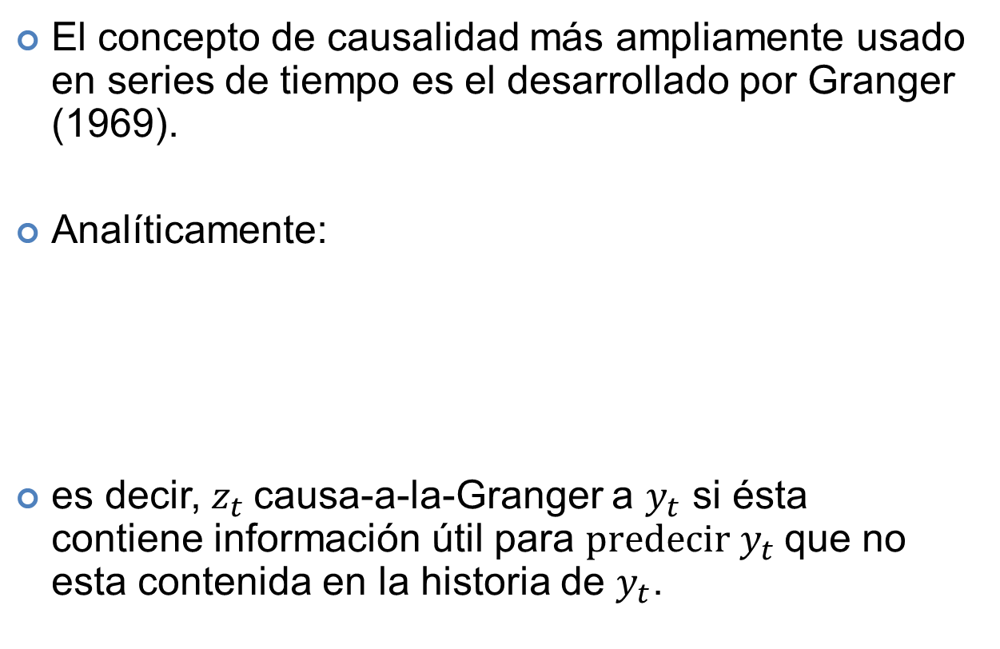 El concepto de causalidad más ampliamente usado
en series de tiempo es el desarrollado por Granger
(1969).
Analíticamente:
es decir, z_t causa-a-la-Granger a y_t si ésta
contiene información útil para predecir y_t que no
esta contenida en la historia de y_t.